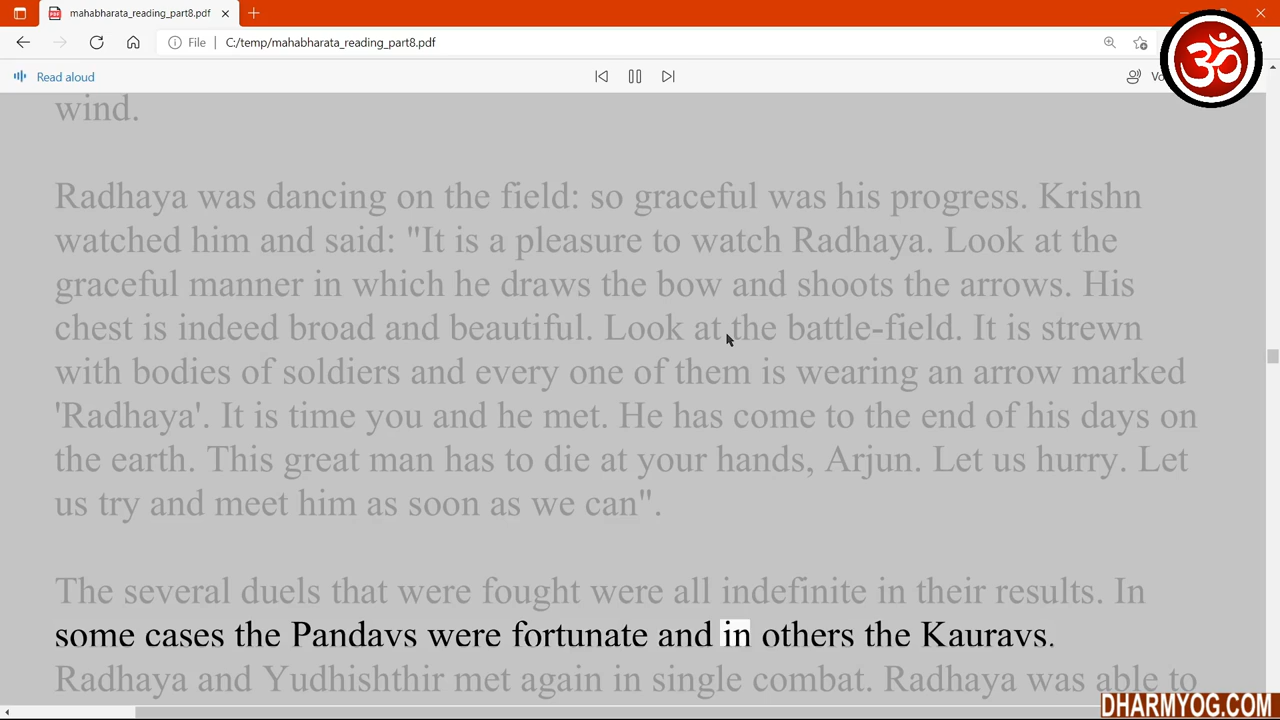 mahabharata_reading_part8.pdf
File C:/temp/mahabharata_reading_part8.pdf
ॐ
Read aloud
wind.
Radhaya was dancing on the field: so graceful was his progress. Krishn
watched him and said: "It is a pleasure to watch Radhaya. Look at the
graceful manner in which he draws the bow and shoots the arrows. His
chest is indeed broad and beautiful. Look at the battle-field. It is strewn
with bodies of soldiers and every one of them is wearing an arrow marked
'Radhaya'. It is time you and he met. He has come to the end of his days on
the earth. This great man has to die at your hands, Arjun. Let us hurry. Let
us try and meet him as soon as we can".
The several duels that were fought were all indefinite in their results. In
some cases the Pandavs were fortunate and in others the Kauravs.
Radhaya and Yudhishthir met again in single combat. Radhaya was able to
DHARMYOG.COM